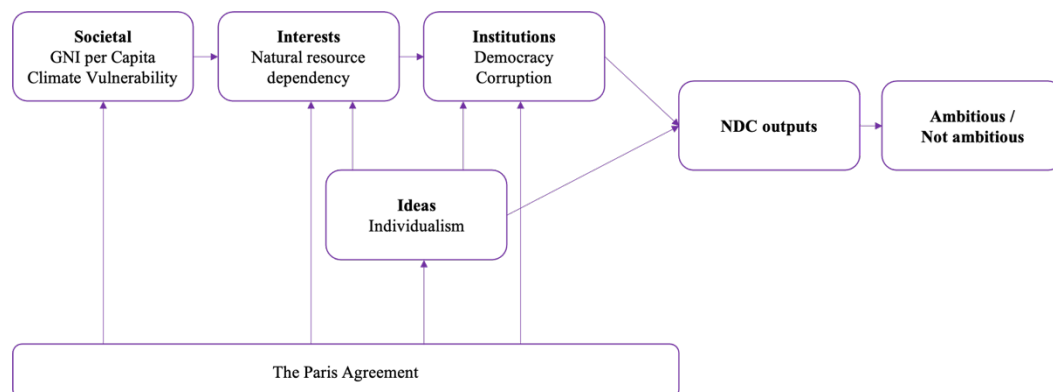 Societal
GNI per Capita
Climate Vulnerability
Interests
Natural resource
dependency
Institutions
Democracy
Corruption
NDC outputs
Ambitious /
Not ambitious
Ideas
Individualism
The Paris Agreement